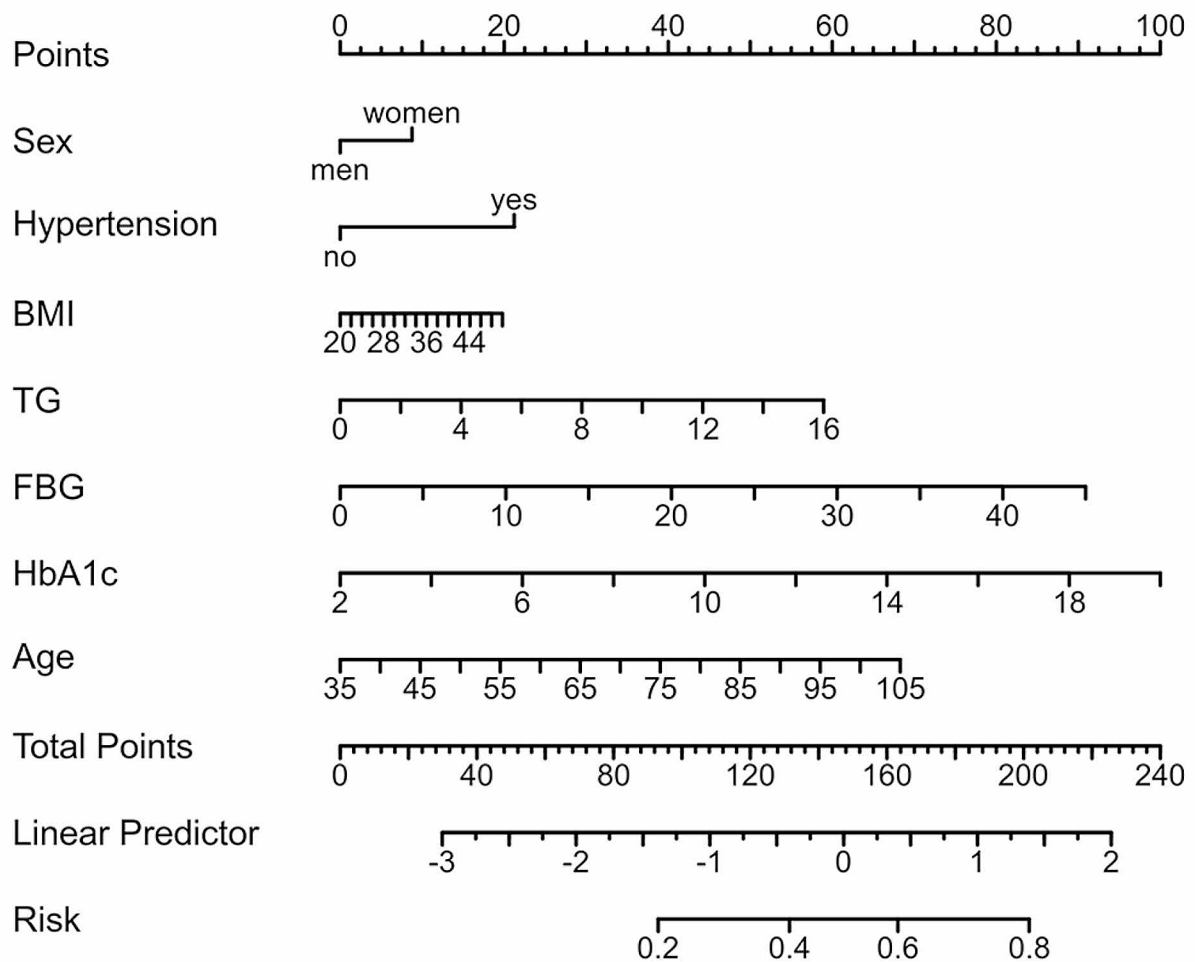 0 20 40 60 80 100
Points
women
Sex
men
yes
Hypertension
no
BMI
20 28 36 44
TG
0 4 8 12 16
FBG
0 10 20 30 40
HbA1c
2 6 10 14 18
Age
35 45 55 65 75 85 95 105
Total Points
0 40 80 120 160 200 240
Linear Predictor
-3 -2 -1 0 1 2
Risk
0.2 0.4 0.6 0.8